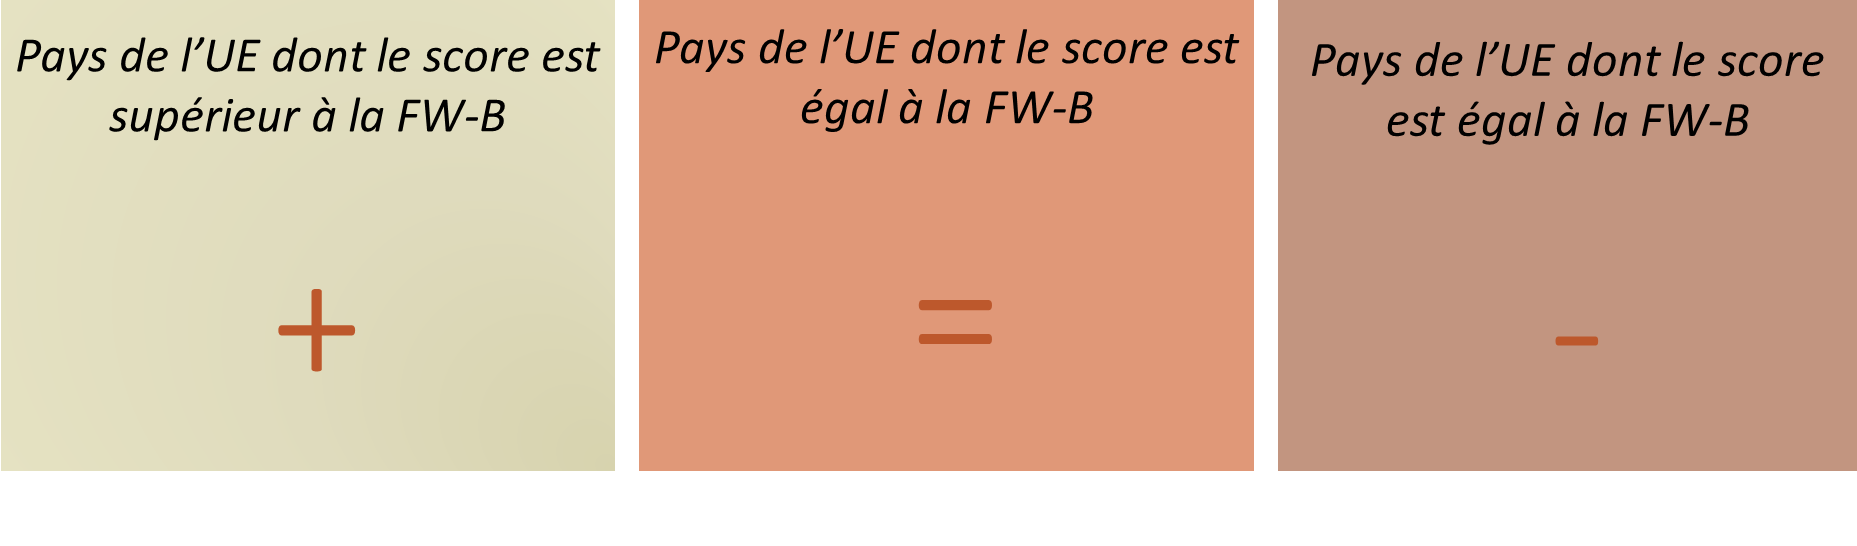 Pays de l’UE dont le score est
supérieur à la FW-B
+
Pays de l’UE dont le score est
égal à la FW-B
=
Pays de l’UE dont le score
est égal à la FW-B
-